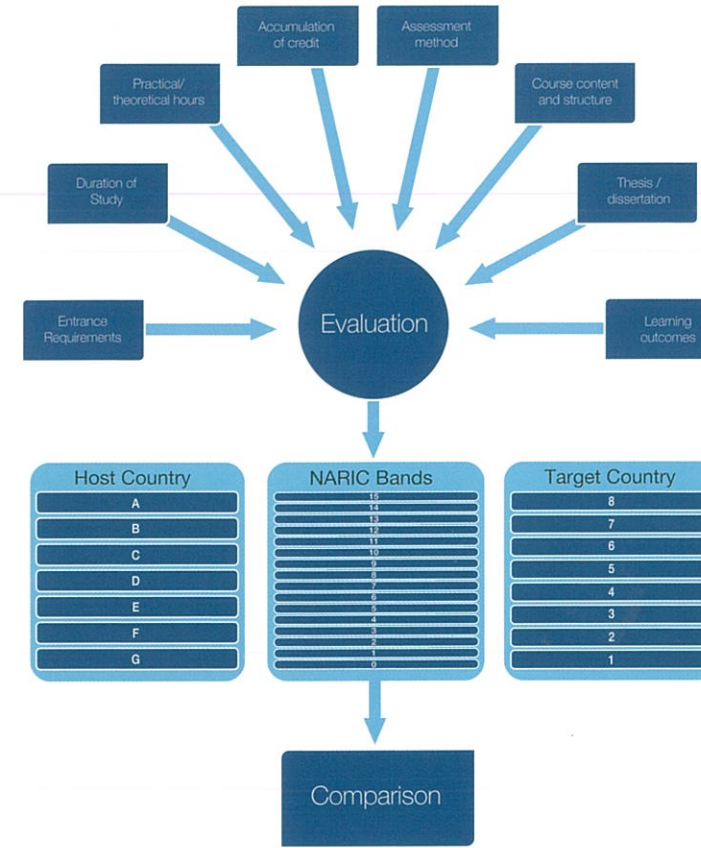 Accumulation
of credit
Assessment
method
Practical/
theoretical hours
Course content
and structure
Duration of
Study
Thesis /
dissertation
Entrance
Requirements
Evaluation
Learning
outcomes
Host Country
A
B
C
D
E
F
G
NARIC Bands
15
14
13
12
11
10
9
8
7
6
5
4
3
2
1
0
Target Country
8
7
6
5
4
3
2
1
Comparison